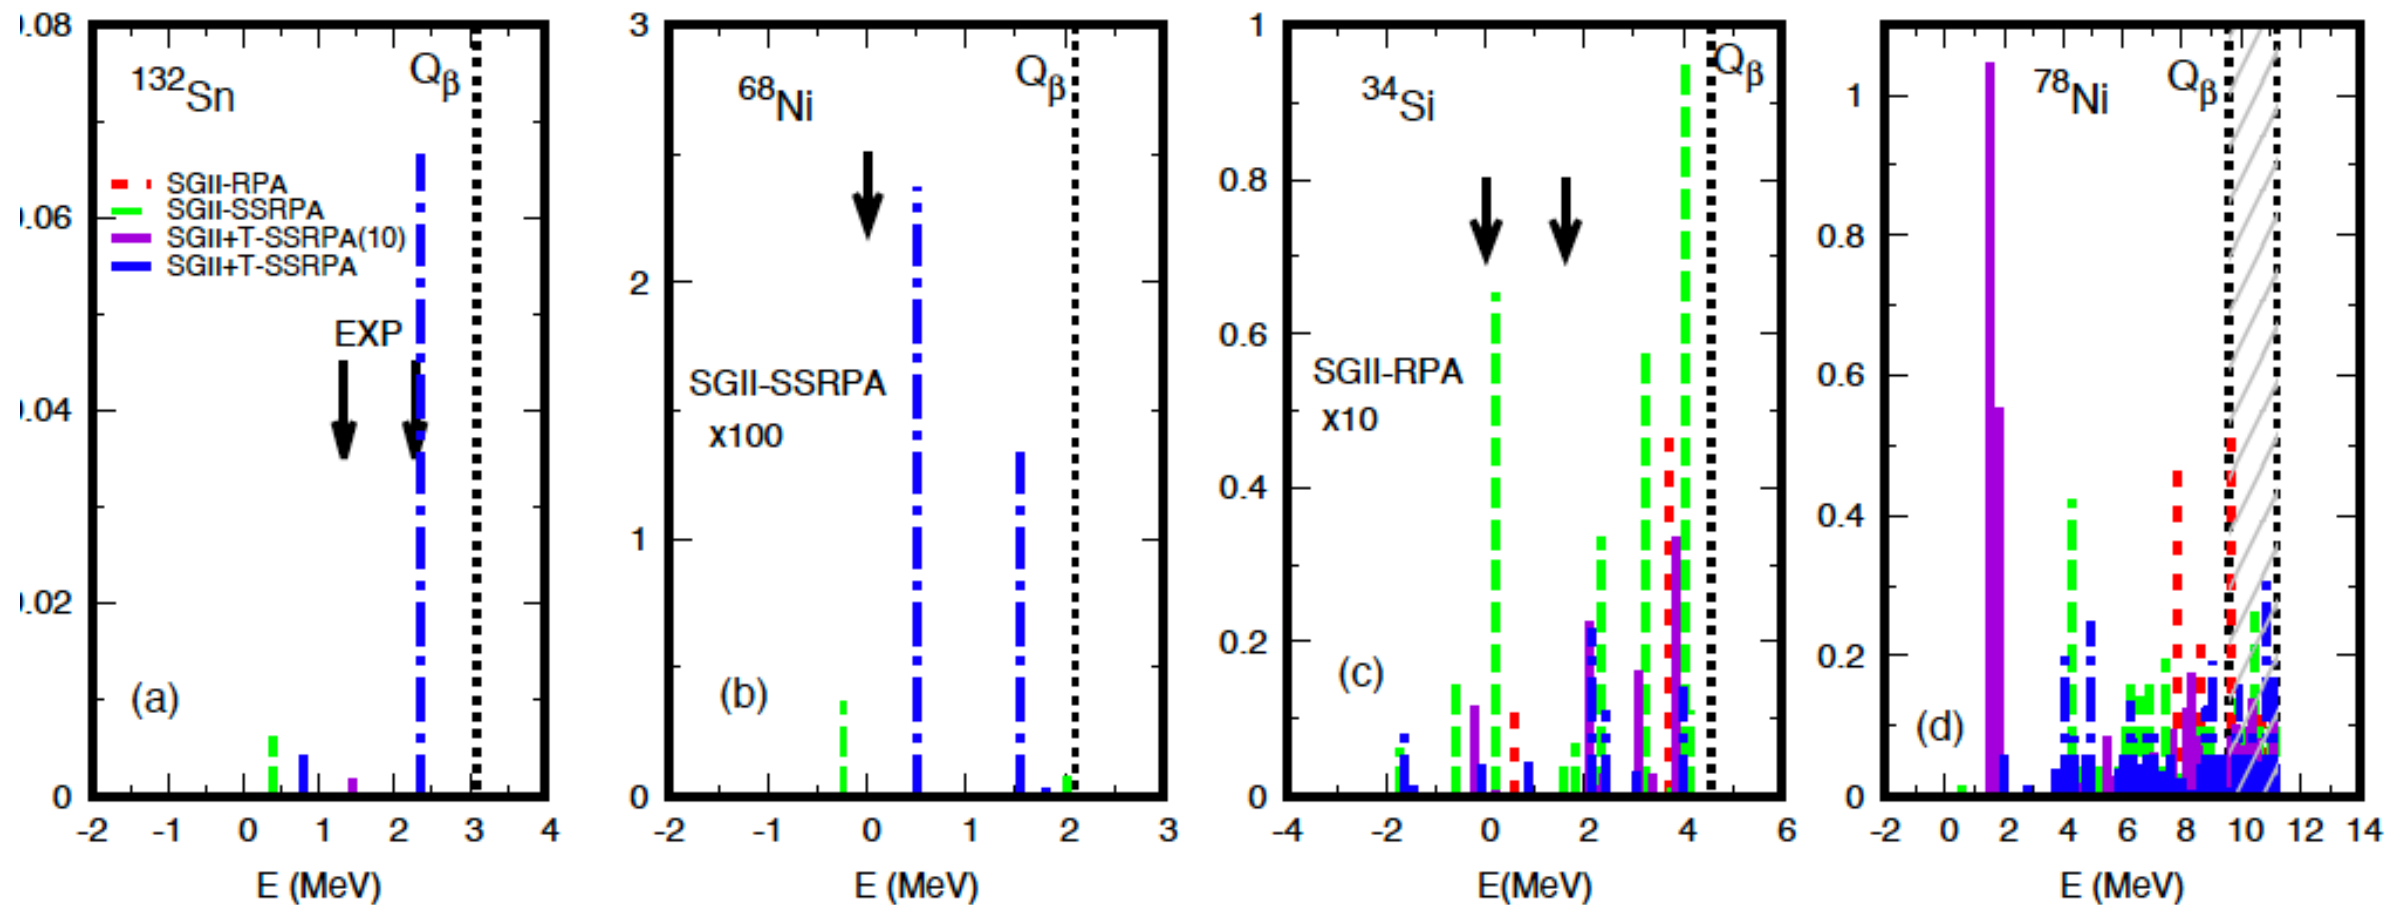 132Sn
Qβ
SGII-RPA
SGII-SSRPA
SGII+T-SSRPA(10)
SGII+T-SSRPA
EXP
(a)
.08
.06
.04
.02
0
-2 -1 0 1 2 3 4
E (MeV)
68Ni
Qβ
SGII-SSRPA
x100
(b)
3
2
1
0
-2 -1 0 1 2 3
E (MeV)
34Si
Qβ
SGII-RPA
x10
(c)
1
0.8
0.6
0.4
0.2
0
-4 -2 0 2 4 6
E(MeV)
78Ni
Qβ
(d)
1
0.8
0.6
0.4
0.2
0
-2 0 2 4 6 8 10 12 14
E (MeV)